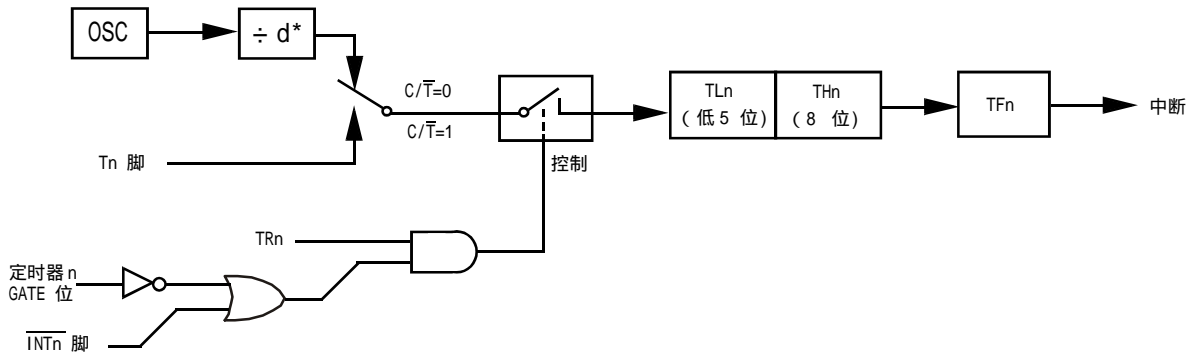 OSC
÷ d*
C/T̅=0
C/T̅=1
Tn 脚
控制
TLn
(低 5 位)
THn
(8 位)
TFn
中断
TRn
定时器 n
GATE 位
I̅N̅T̅n̅ 脚